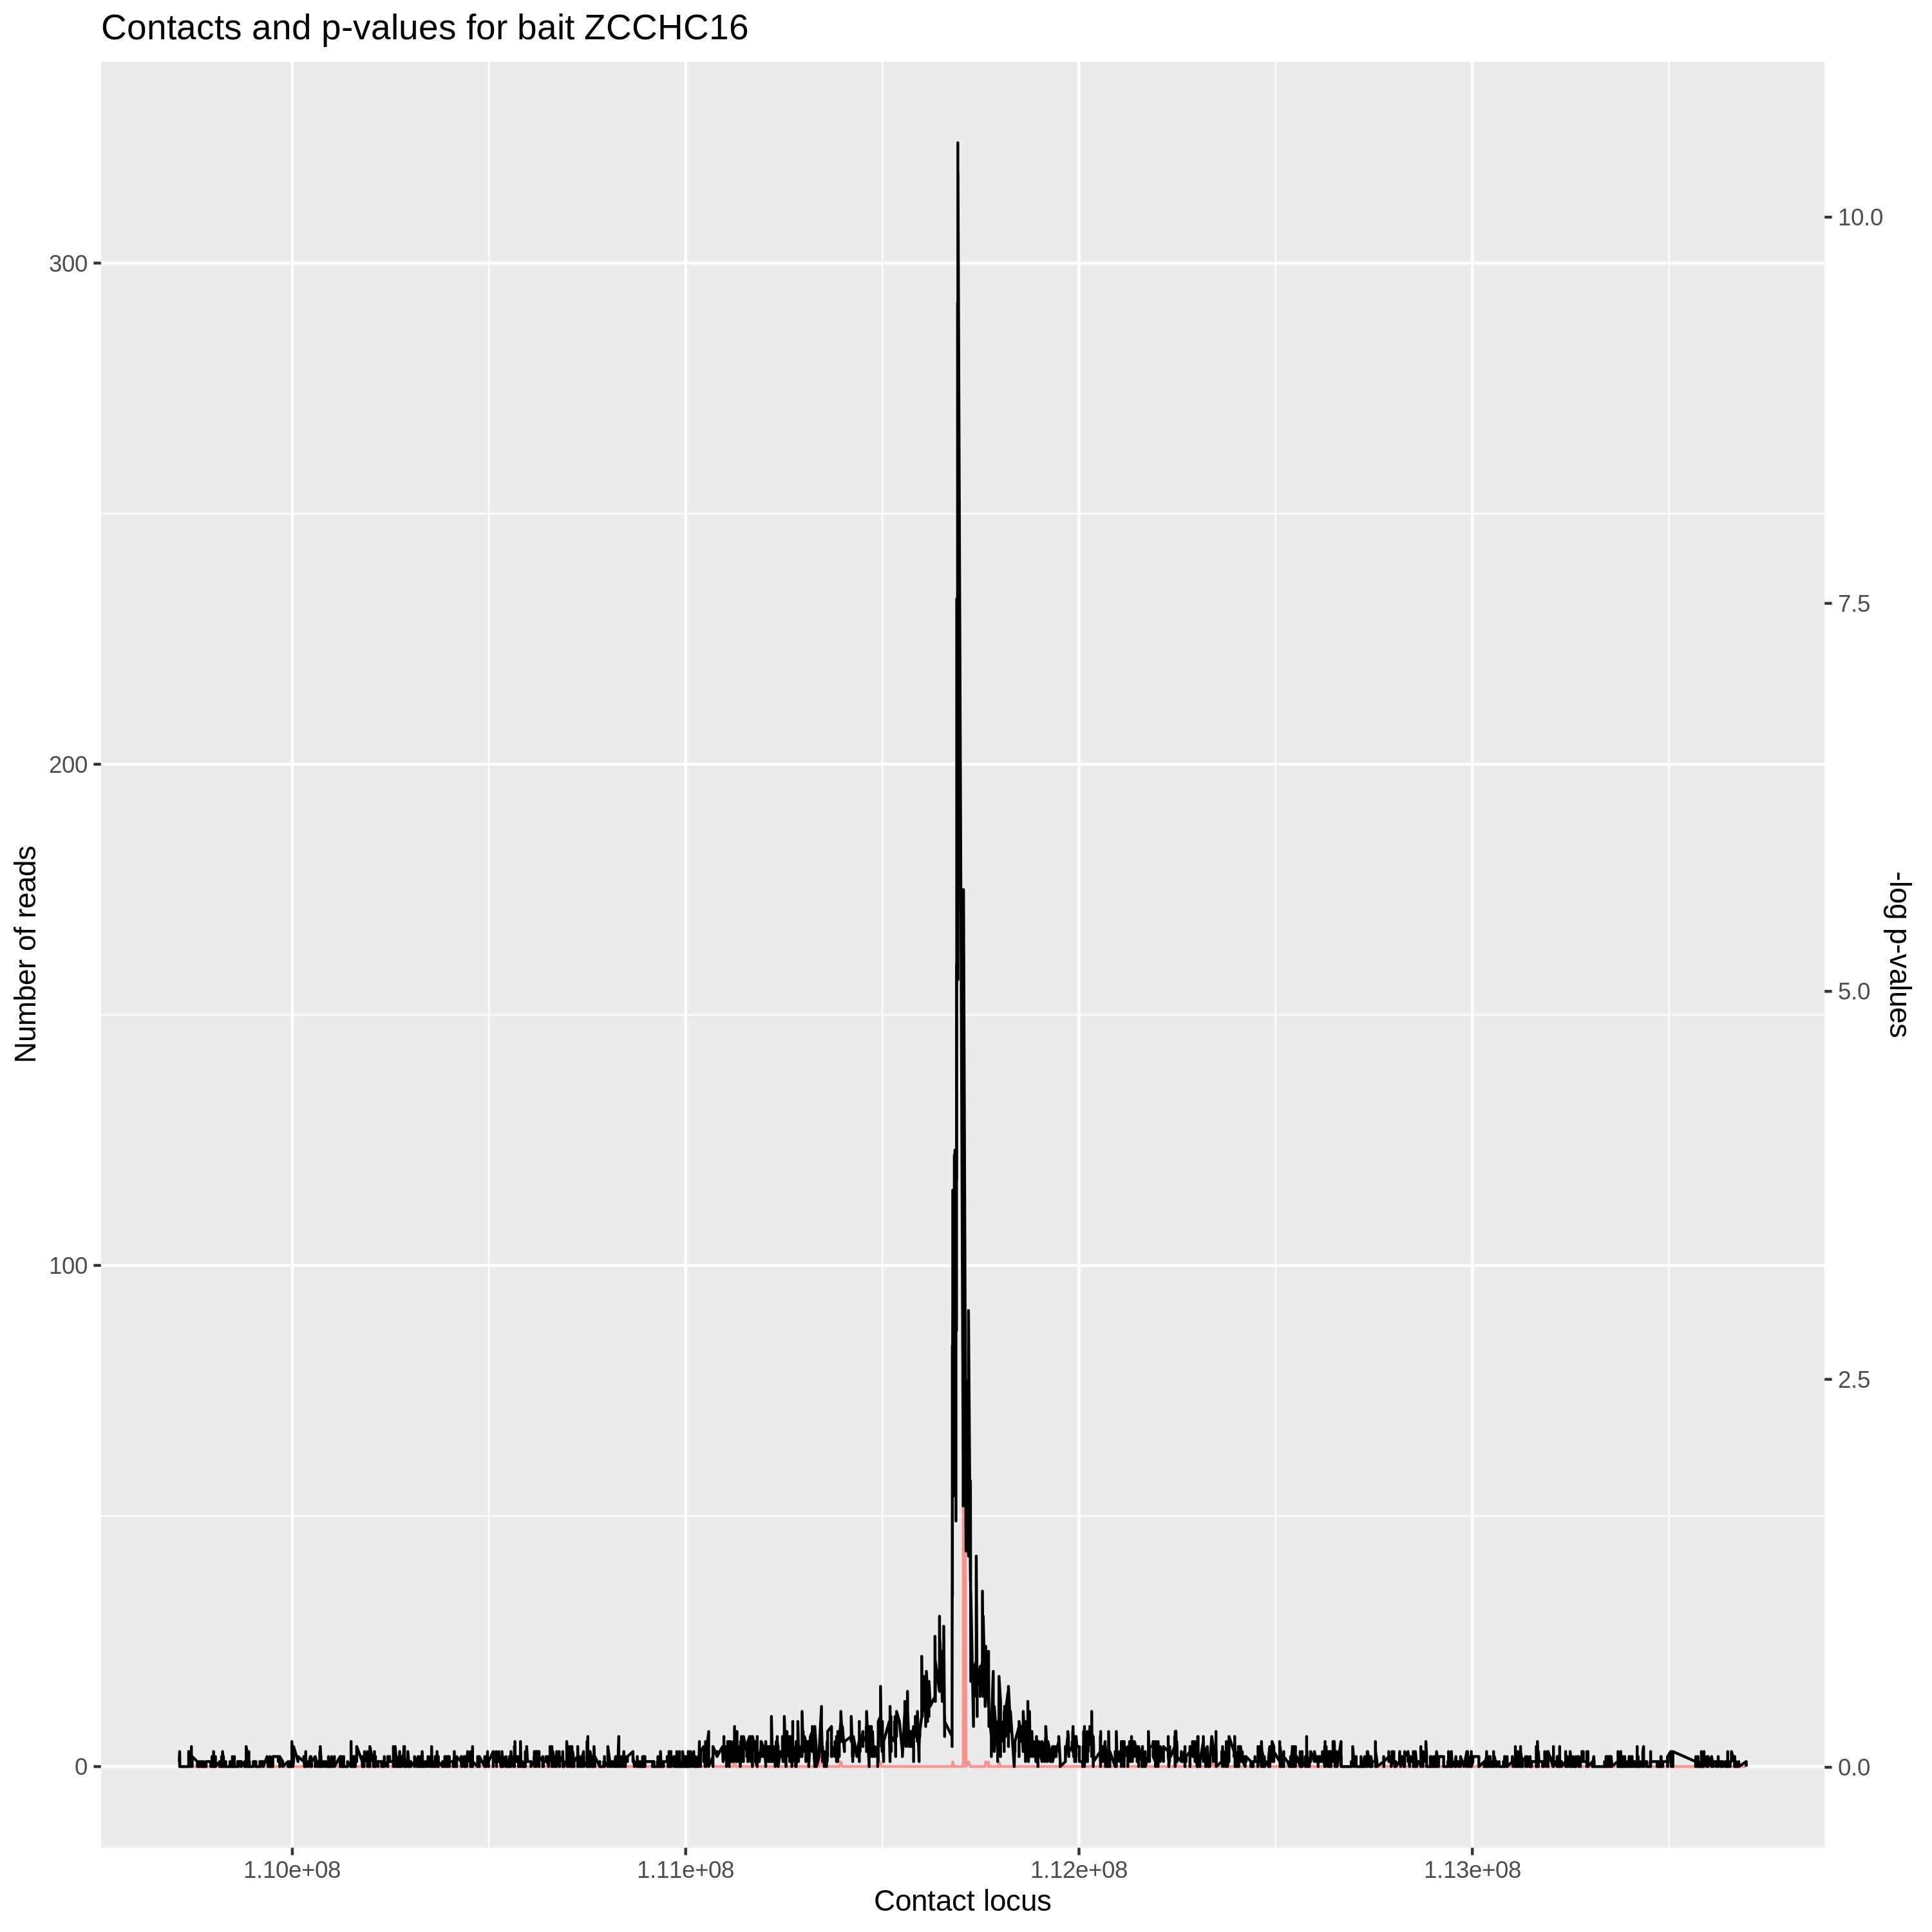 Contacts and p-values for bait ZCCHC16
Number of reads
300
200
100
0
10.0
7.5
5.0
2.5
0.0
-log p-values
1.10e+08 1.11e+08 1.12e+08 1.13e+08
Contact locus